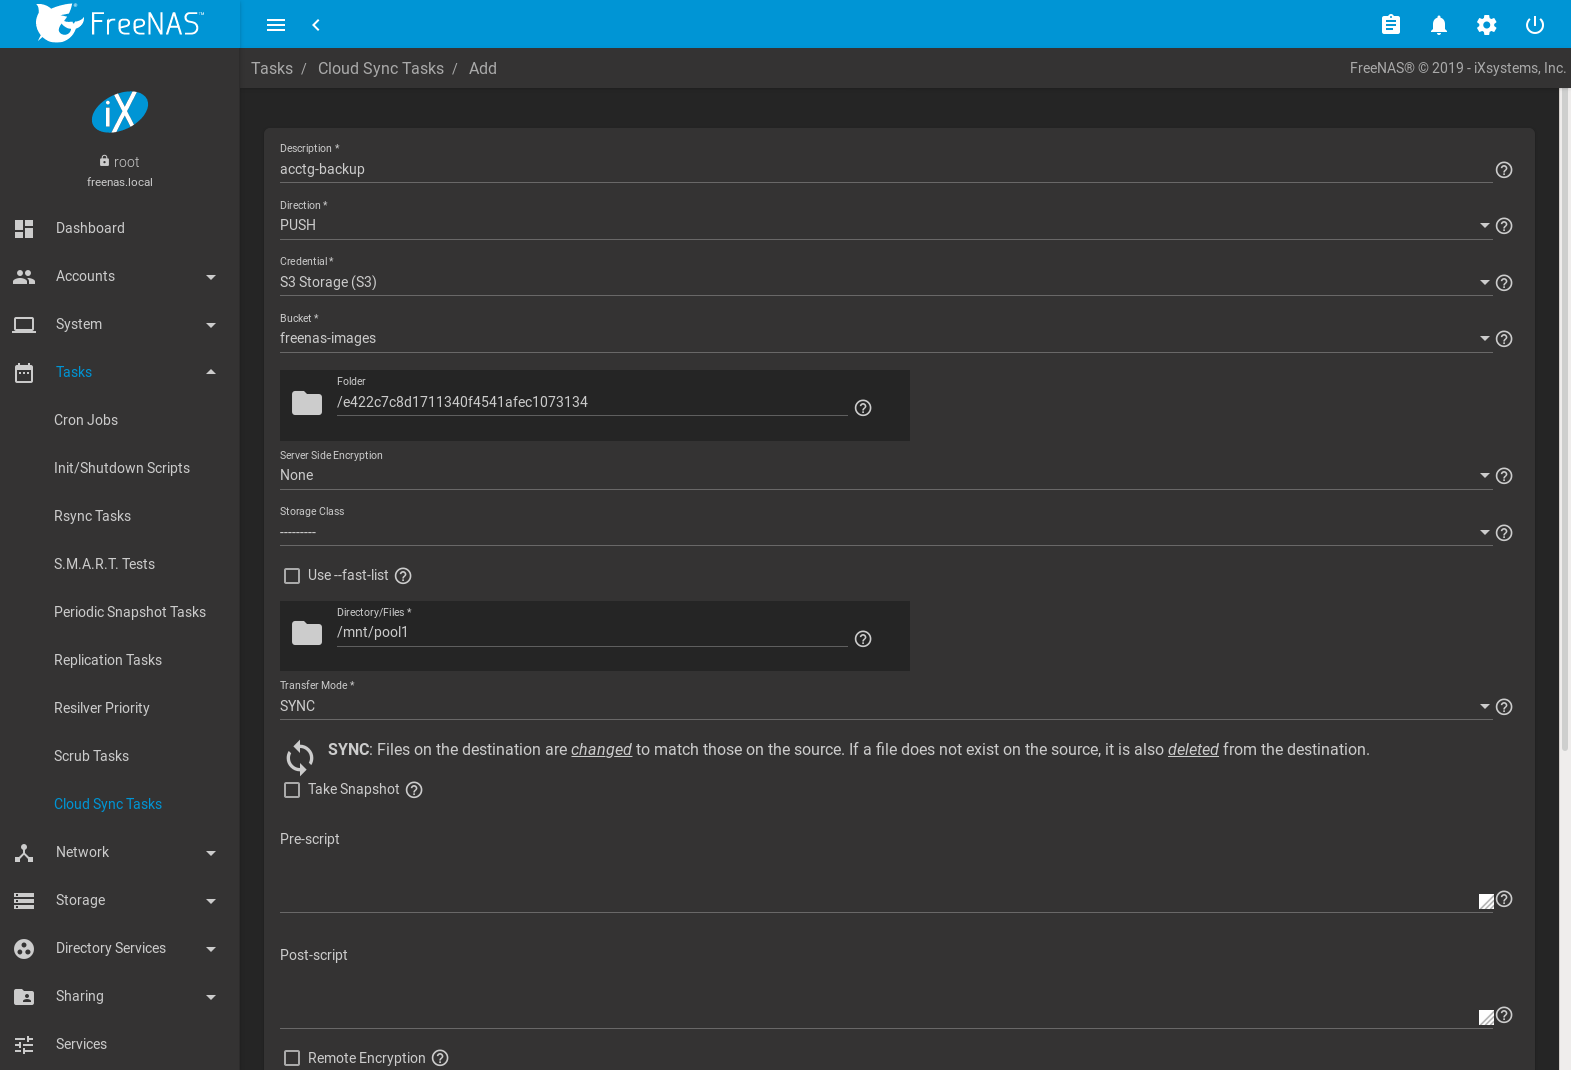 FreeNAS™
Tasks / Cloud Sync Tasks / Add
FreeNAS® © 2019 - iXsystems, Inc.
iX
root
freenas.local
Dashboard
Accounts
System
Tasks
Cron Jobs
Init/Shutdown Scripts
Rsync Tasks
S.M.A.R.T. Tests
Periodic Snapshot Tasks
Replication Tasks
Resilver Priority
Scrub Tasks
Cloud Sync Tasks
Network
Storage
Directory Services
Sharing
Services
Description *
acctg-backup
Direction *
PUSH
Credential *
S3 Storage (S3)
Bucket *
freenas-images
Folder
/e422c7c8d1711340f4541afec1073134
Server Side Encryption
None
Storage Class
---------
Use --fast-list
Directory/Files *
/mnt/pool1
Transfer Mode *
SYNC
SYNC: Files on the destination are changed to match those on the source. If a file does not exist on the source, it is also deleted from the destination.
Take Snapshot
Pre-script
Post-script
Remote Encryption